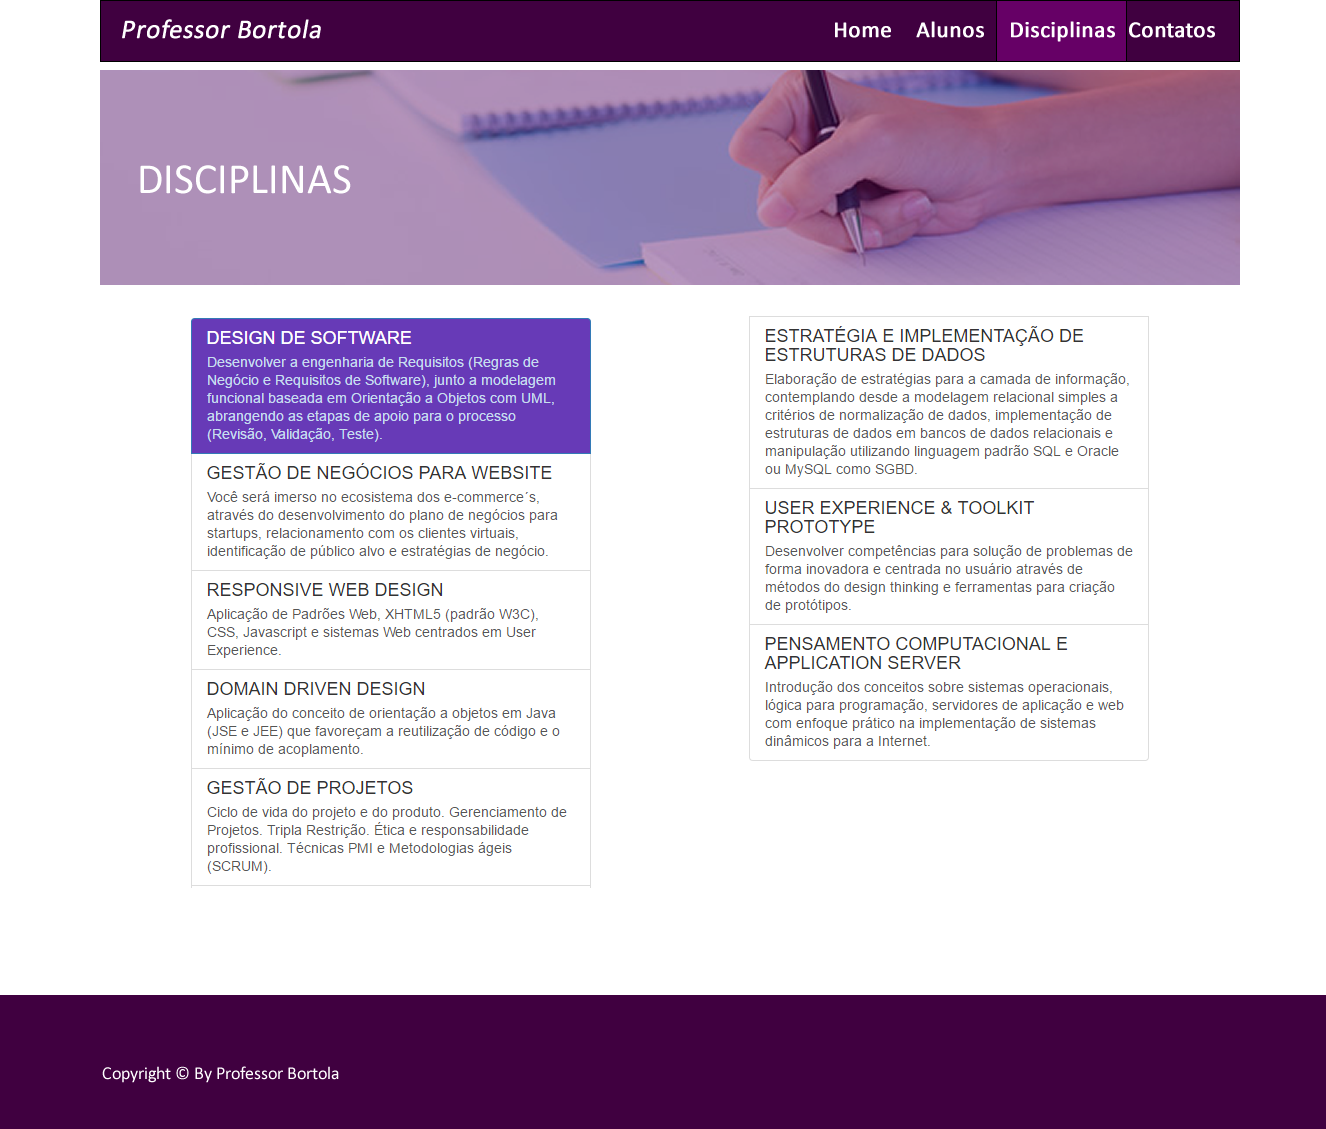 Professor Bortola
Home Alunos Disciplinas Contatos
DISCIPLINAS
DESIGN DE SOFTWARE
Desenvolver a engenharia de Requisitos (Regras de
Negócio e Requisitos de Software), junto a modelagem
funcional baseada em Orientação a Objetos com UML,
abrangendo as etapas de apoio para o processo
(Revisão, Validação, Teste).
GESTÃO DE NEGÓCIOS PARA WEBSITE
Você será imerso no ecosistema dos e-commerce´s,
através do desenvolvimento do plano de negócios para
startups, relacionamento com os clientes virtuais,
identificação de público alvo e estratégias de negócio.
RESPONSIVE WEB DESIGN
Aplicação de Padrões Web, XHTML5 (padrão W3C),
CSS, Javascript e sistemas Web centrados em User
Experience.
DOMAIN DRIVEN DESIGN
Aplicação do conceito de orientação a objetos em Java
(JSE e JEE) que favoreçam a reutilização de código e o
mínimo de acoplamento.
GESTÃO DE PROJETOS
Ciclo de vida do projeto e do produto. Gerenciamento de
Projetos. Tripla Restrição. Ética e responsabilidade
profissional. Técnicas PMI e Metodologias ágeis
(SCRUM).
ESTRATÉGIA E IMPLEMENTAÇÃO DE
ESTRUTURAS DE DADOS
Elaboração de estratégias para a camada de informação,
contemplando desde a modelagem relacional simples a
critérios de normalização de dados, implementação de
estruturas de dados em bancos de dados relacionais e
manipulação utilizando linguagem padrão SQL e Oracle
ou MySQL como SGBD.
USER EXPERIENCE & TOOLKIT
PROTOTYPE
Desenvolver competências para solução de problemas de
forma inovadora e centrada no usuário através de
métodos do design thinking e ferramentas para criação
de protótipos.
PENSAMENTO COMPUTACIONAL E
APPLICATION SERVER
Introdução dos conceitos sobre sistemas operacionais,
lógica para programação, servidores de aplicação e web
com enfoque prático na implementação de sistemas
dinâmicos para a Internet.
Copyright © By Professor Bortola